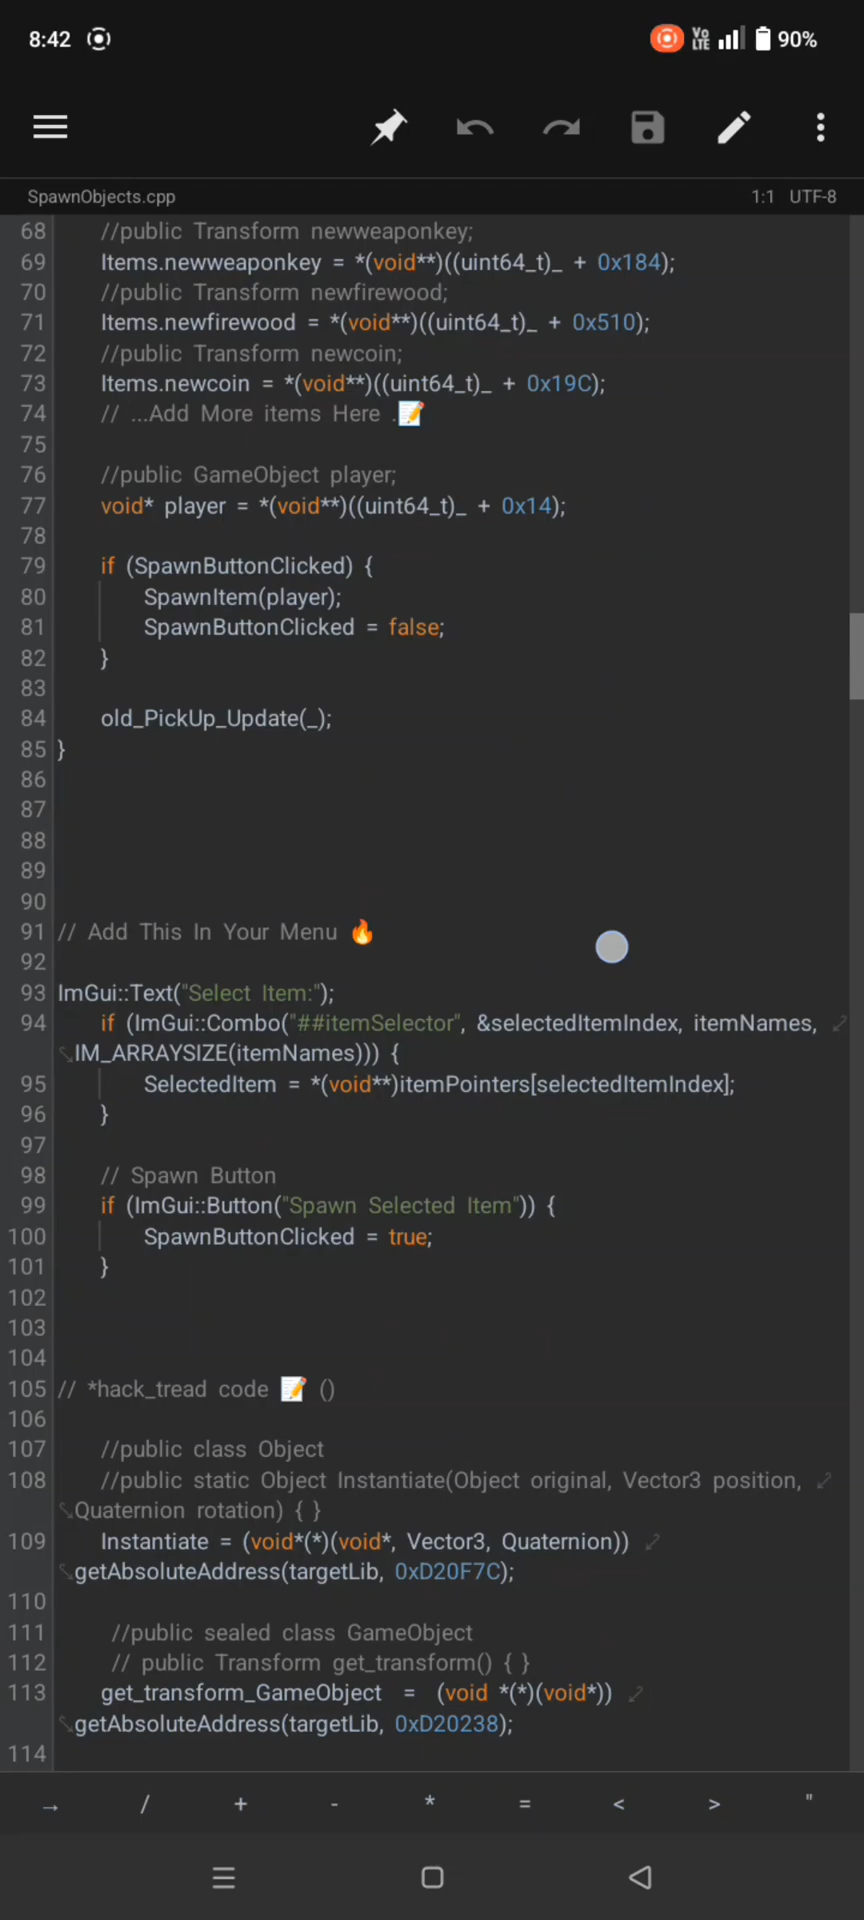 8:42 Vo LTE 90%
SpawnObjects.cpp 1:1 UTF-8
68 //public Transform newweaponkey;
69 Items.newweaponkey = *(void**)((uint64_t)_ + 0x184);
70 //public Transform newfirewood;
71 Items.newfirewood = *(void**)((uint64_t)_ + 0x510);
72 //public Transform newcoin;
73 Items.newcoin = *(void**)((uint64_t)_ + 0x19C);
74 // ...Add More items Here .📝
75
76 //public GameObject player;
77 void* player = *(void**)((uint64_t)_ + 0x14);
78
79 if (SpawnButtonClicked) {
80 SpawnItem(player);
81 SpawnButtonClicked = false;
82 }
83
84 old_PickUp_Update(_);
85 }
86
87
88
89
90
91 // Add This In Your Menu 🔥
92
93 ImGui::Text("Select Item:");
94 if (ImGui::Combo("##itemSelector", &selectedItemIndex, itemNames,
IM_ARRAYSIZE(itemNames))) {
95 SelectedItem = *(void**)itemPointers[selectedItemIndex];
96 }
97
98 // Spawn Button
99 if (ImGui::Button("Spawn Selected Item")) {
100 SpawnButtonClicked = true;
101 }
102
103
104
105 // *hack_tread code 📝 ()
106
107 //public class Object
108 //public static Object Instantiate(Object original, Vector3 position,
Quaternion rotation) { }
109 Instantiate = (void*(*)(void*, Vector3, Quaternion))
getAbsoluteAddress(targetLib, 0xD20F7C);
110
111 //public sealed class GameObject
112 // public Transform get_transform() { }
113 get_transform_GameObject = (void *(*)(void*))
getAbsoluteAddress(targetLib, 0xD20238);
114
→ / + - * = < > "